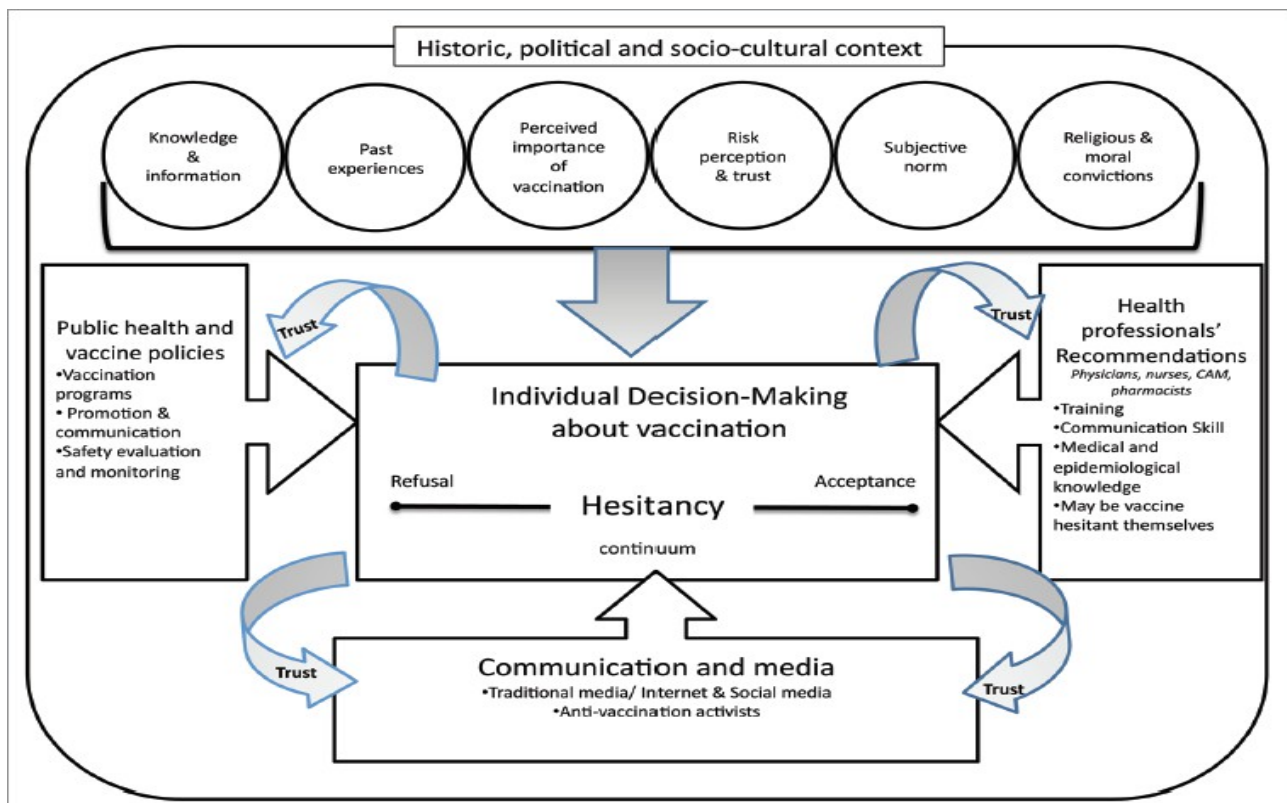 Historic, political and socio-cultural context
Knowledge
&
information
Past
experiences
Perceived
importance
of
vaccination
Risk
perception
& trust
Subjective
norm
Religious &
moral
convictions
Public health and
vaccine policies
•Vaccination
programs
• Promotion &
communication
•Safety evaluation
and monitoring
Trust
Individual Decision-Making
about vaccination
Refusal
Acceptance
Hesitancy
continuum
Trust
Health
professionals’
Recommendations
Physicians, nurses, CAM,
pharmacists
•Training
•Communication Skill
•Medical and
epidemiological
knowledge
•May be vaccine
hesitant themselves
Trust
Communication and media
•Traditional media/ Internet & Social media
•Anti-vaccination activists
Trust